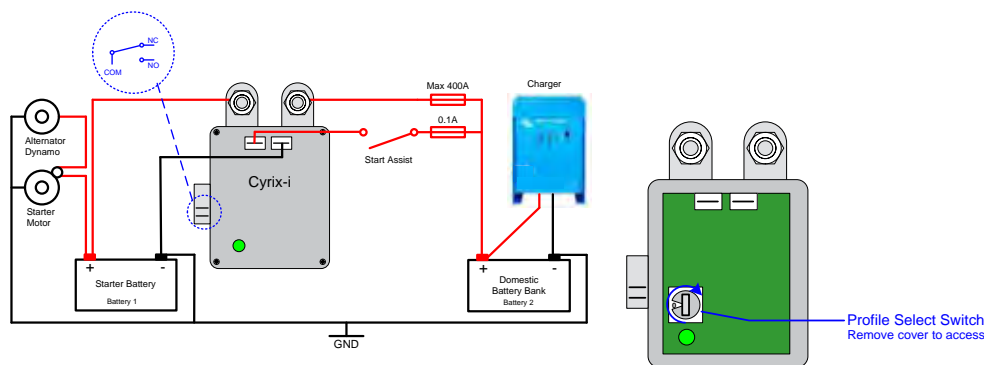 NC
COM
NO
Max 400A
Charger
0.1A
Alternator
Dynamo
Start Assist
Cyrix-i
Starter
Motor
+ -
Starter Battery
Battery 1
+ -
Domestic
Battery Bank
Battery 2
GND
0
Profile Select Switch
Remove cover to access